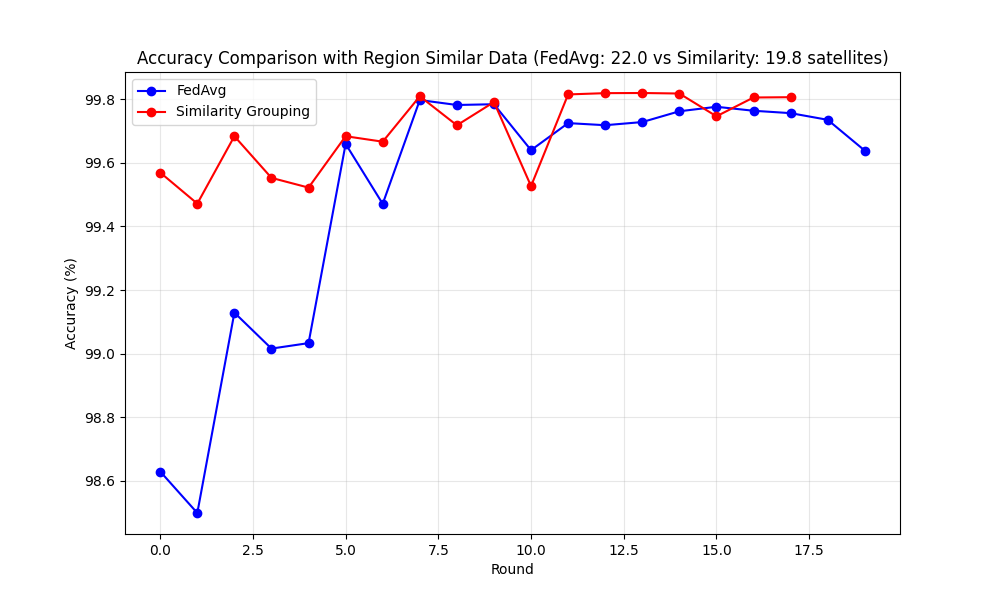 Accuracy Comparison with Region Similar Data (FedAvg: 22.0 vs Similarity: 19.8 satellites)
FedAvg
Similarity Grouping
Accuracy (%)
99.8
99.6
99.4
99.2
99.0
98.8
98.6
0.0 2.5 5.0 7.5 10.0 12.5 15.0 17.5
Round